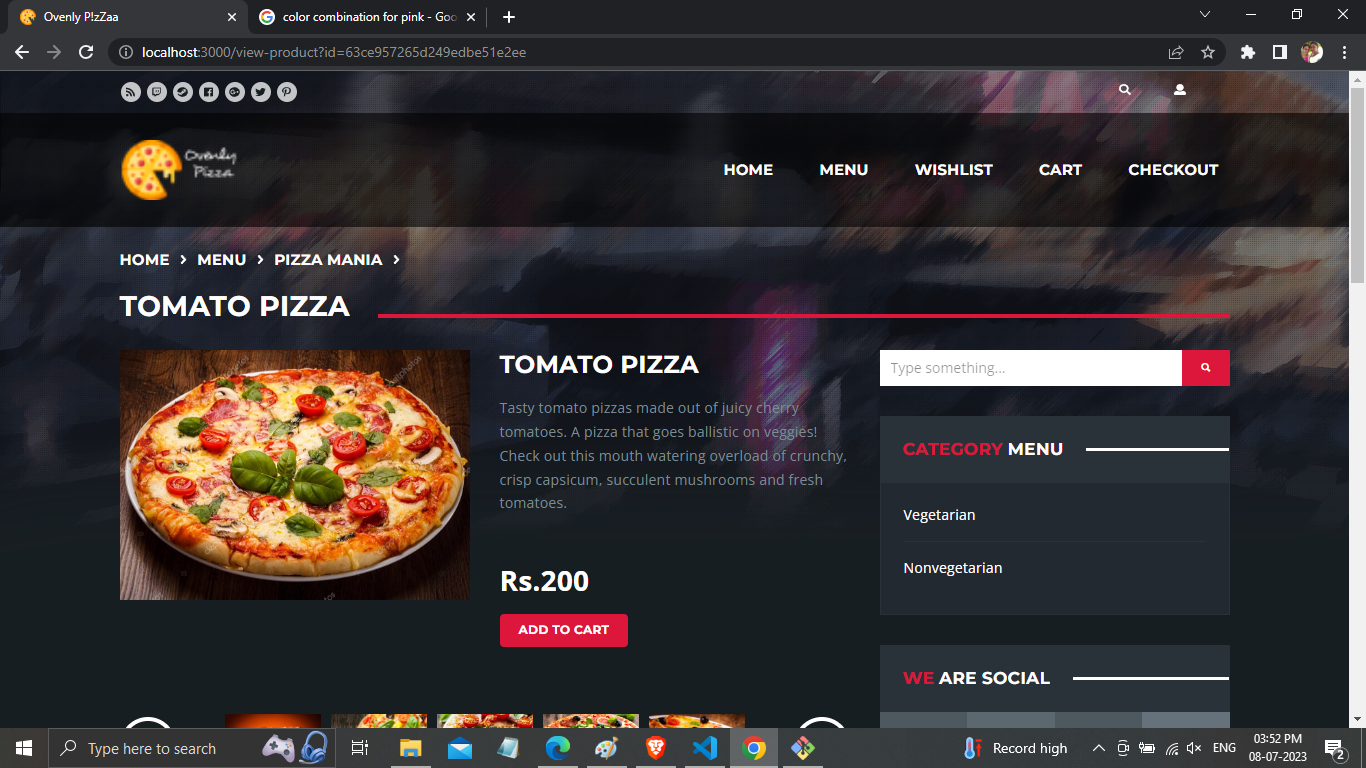 Ovenly P!zZaa
color combination for pink - Goo
localhost:3000/view-product?id=63ce957265d249edbe51e2ee
Ovenly
Pizza
HOME MENU WISHLIST CART CHECKOUT
HOME > MENU > PIZZA MANIA >
TOMATO PIZZA
TOMATO PIZZA
Tasty tomato pizzas made out of juicy cherry
tomatoes. A pizza that goes ballistic on veggies!
Check out this mouth watering overload of crunchy,
crisp capsicum, succulent mushrooms and fresh
tomatoes.
Rs.200
ADD TO CART
Type something...
CATEGORY MENU
Vegetarian
Nonvegetarian
WE ARE SOCIAL
Type here to search
Record high
ENG
03:52 PM
08-07-2023
2